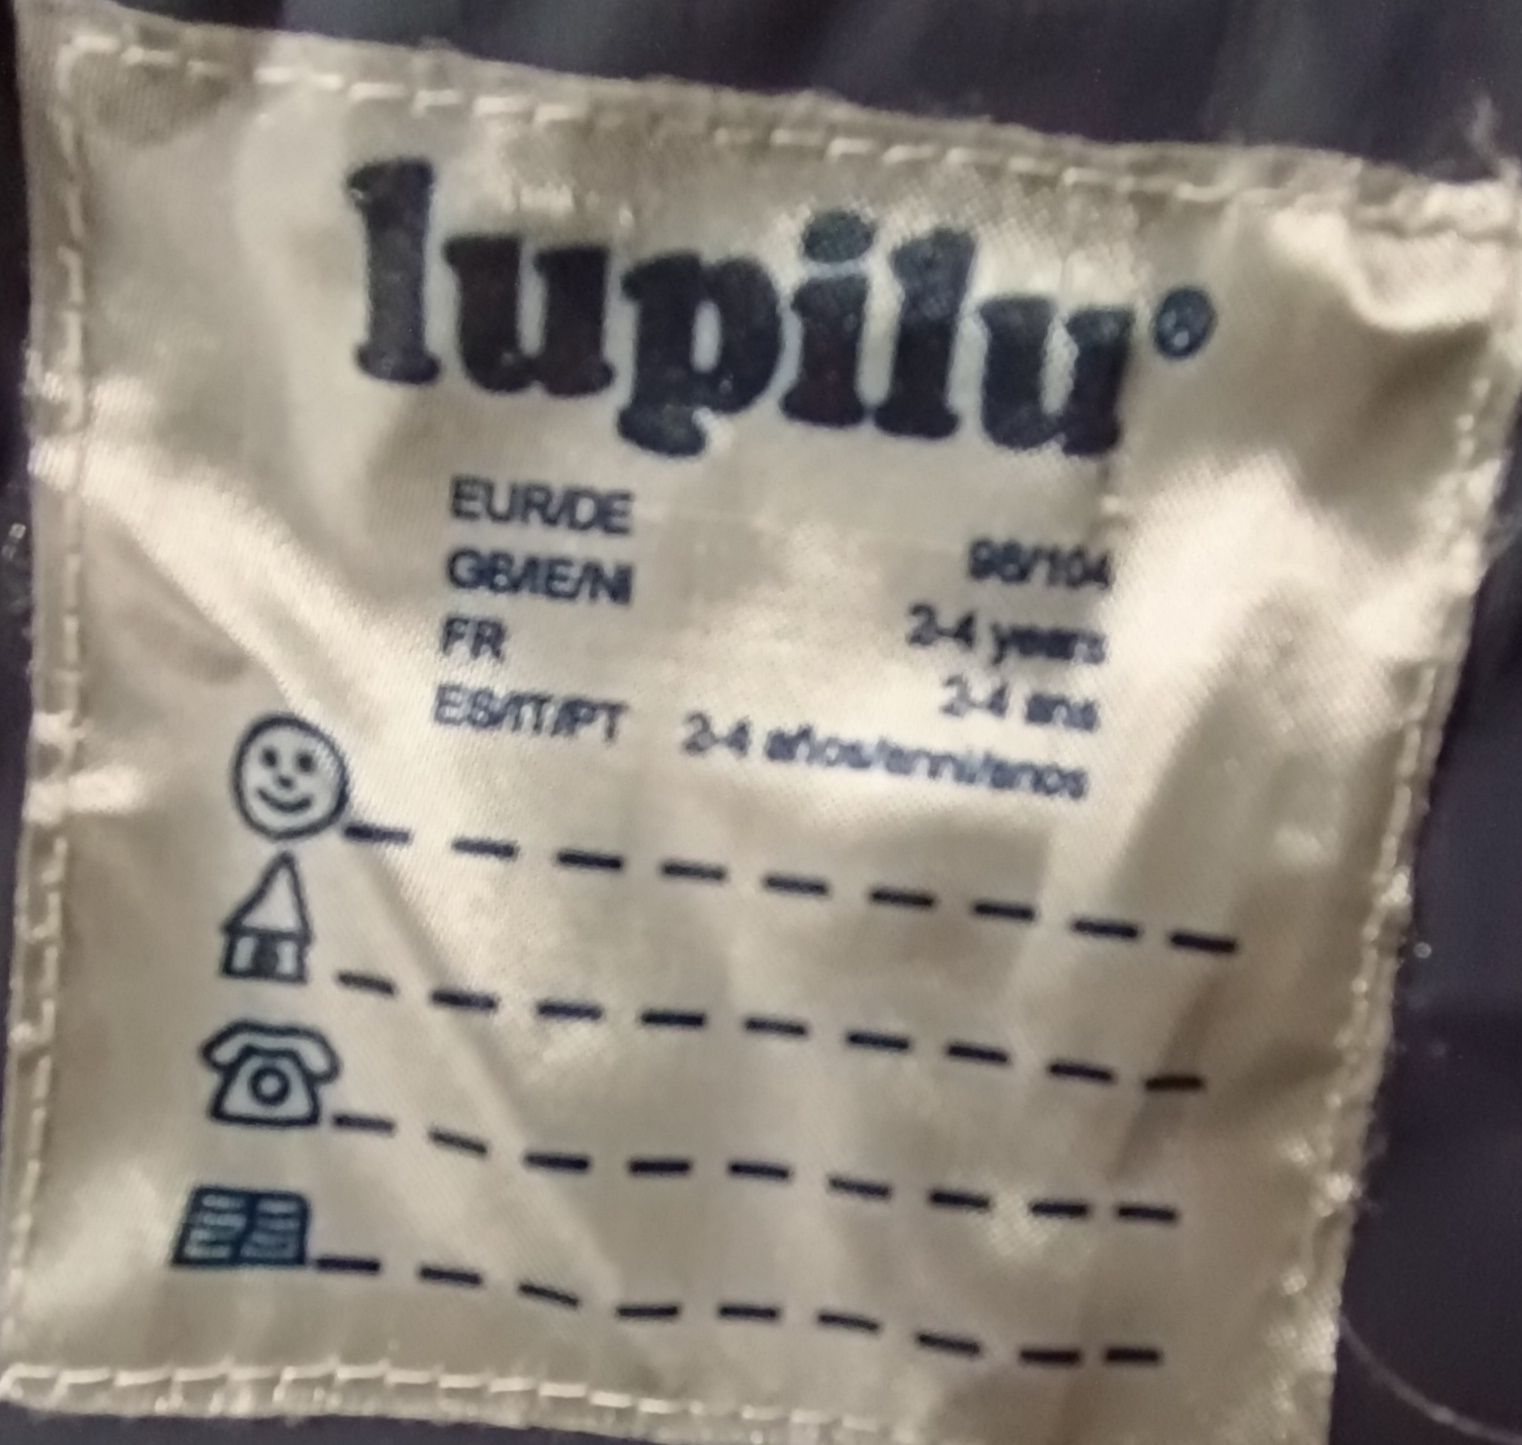 lupilu®
EUR/DE 98/104
GB/IE/NI 2-4 years
FR 2-4 ans
ES/IT/PT 2-4 años/anni/anos